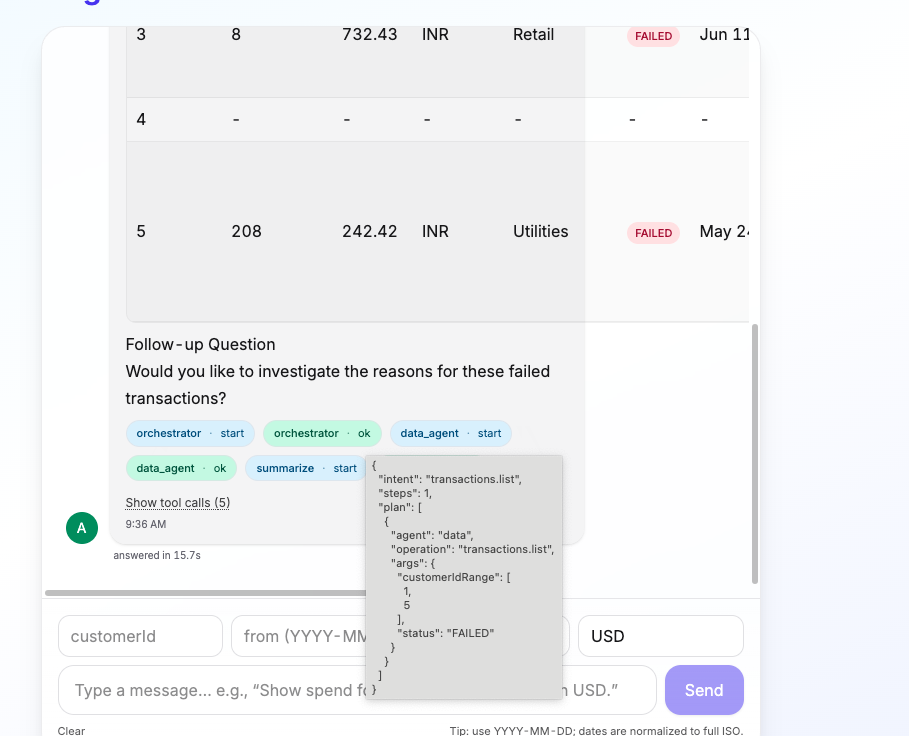 3 8 732.43 INR Retail FAILED Jun 11
4 - - - - - -
5 208 242.42 INR Utilities FAILED May 24
Follow-up Question
Would you like to investigate the reasons for these failed
transactions?
orchestrator · start orchestrator · ok data_agent · start
data_agent · ok summarize · start
Show tool calls (5)
9:36 AM
A
answered in 15.7s
{
"intent": "transactions.list",
"steps": 1,
"plan": [
{
"agent": "data",
"operation": "transactions.list",
"args": {
"customerIdRange": [
1,
5
],
"status": "FAILED"
}
}
]
}
customerId from (YYYY-MM USD
Type a message... e.g., “Show spend fo n USD.” Send
Clear Tip: use YYYY-MM-DD; dates are normalized to full ISO.